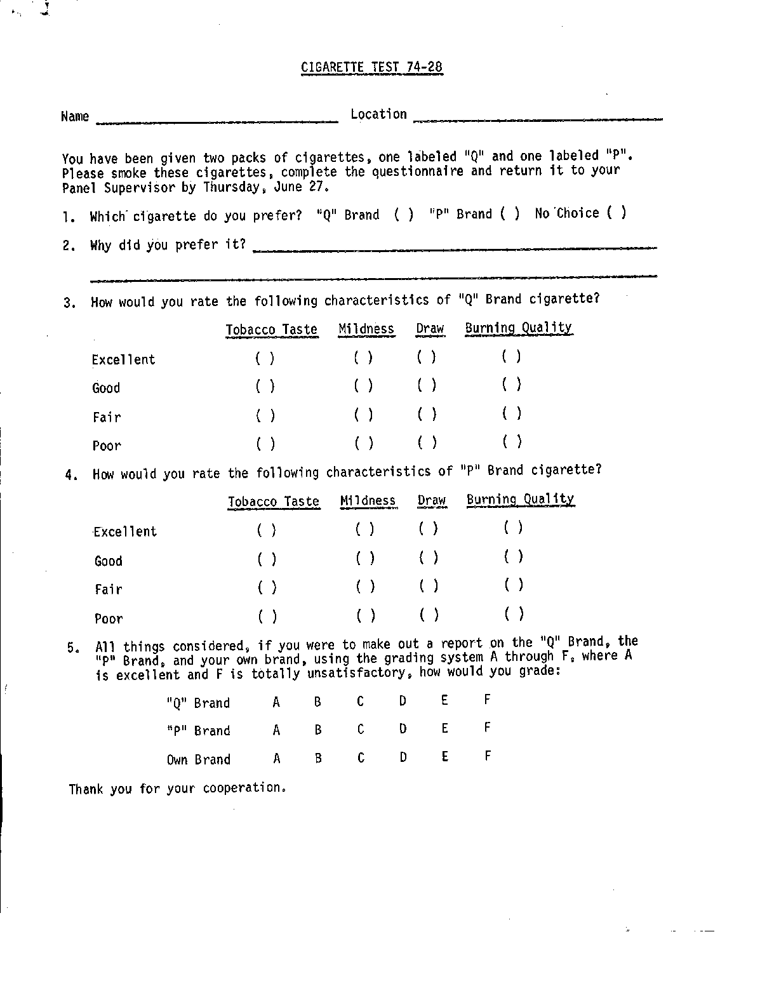 CIGARETTE TEST 74-28
Name ________ Location ________
You have been given two packs of cigarettes, one labeled "Q" and one labeled "P".
Please smoke these cigarettes, complete the questionnaire and return it to your
Panel Supervisor by Thursday, June 27.
1. Which cigarette do you prefer? "Q" Brand ( ) "P" Brand ( ) No Choice ( )
2. Why did you prefer it? ________
3. How would you rate the following characteristics of "Q" Brand cigarette?
Tobacco Taste Mildness Draw Burning Quality
Excellent ( ) ( ) ( ) ( )
Good ( ) ( ) ( ) ( )
Fair ( ) ( ) ( ) ( )
Poor ( ) ( ) ( ) ( )
4. How would you rate the following characteristics of "P" Brand cigarette?
Tobacco Taste Mildness Draw Burning Quality
Excellent ( ) ( ) ( ) ( )
Good ( ) ( ) ( ) ( )
Fair ( ) ( ) ( ) ( )
Poor ( ) ( ) ( ) ( )
5. All things considered, if you were to make out a report on the "Q" Brand, the
"P" Brand, and your own brand, using the grading system A through F, where A
is excellent and F is totally unsatisfactory, how would you grade:
"Q" Brand A B C D E F
"P" Brand A B C D E F
Own Brand A B C D E F
Thank you for your cooperation.